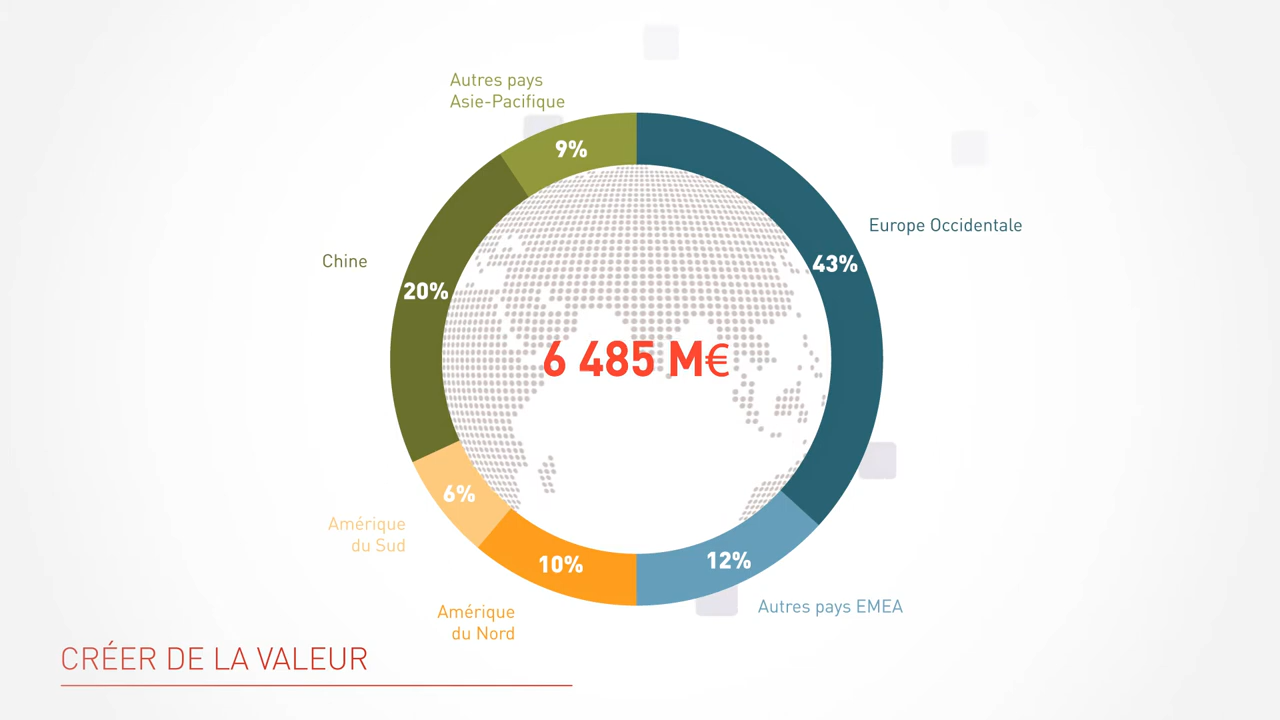 Autres pays
Asie-Pacifique
9%
Europe Occidentale
Chine
43%
20%
6 485 M€
6%
Amérique
du Sud
10%
12%
Autres pays EMEA
Amérique
du Nord
CRÉER DE LA VALEUR